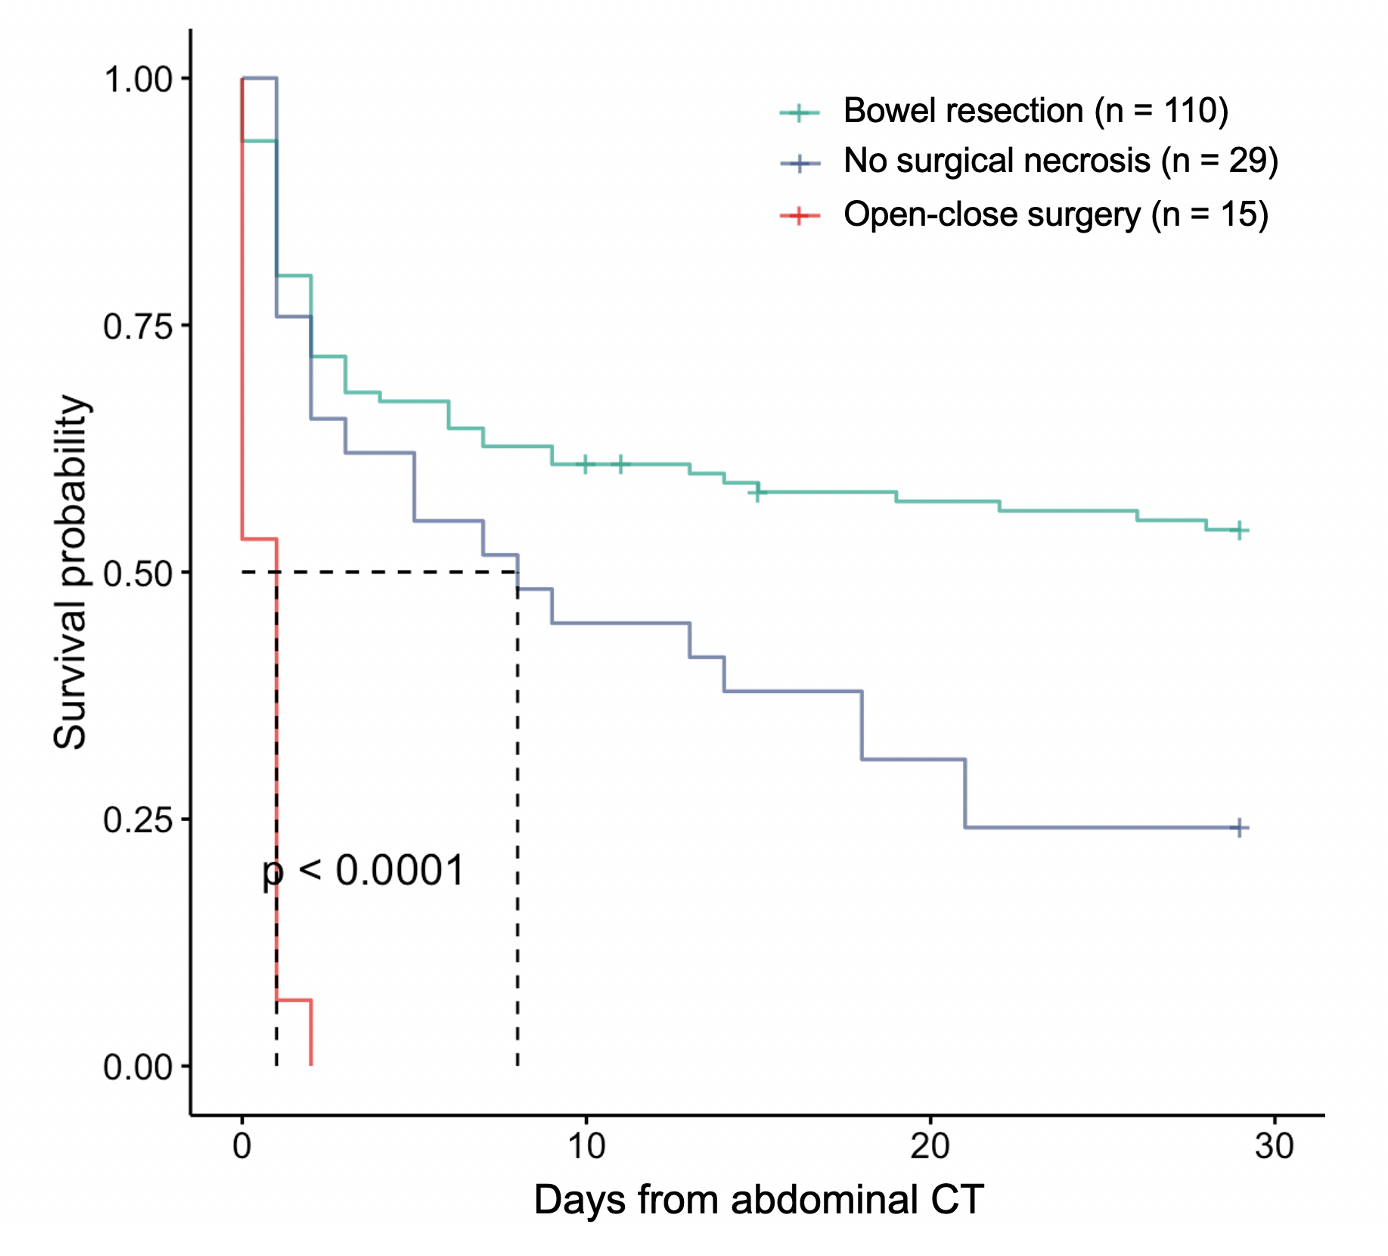 Survival probability
1.00
0.75
0.50
0.25
0.00
Bowel resection (n = 110)
No surgical necrosis (n = 29)
Open-close surgery (n = 15)
p < 0.0001
0 10 20 30
Days from abdominal CT